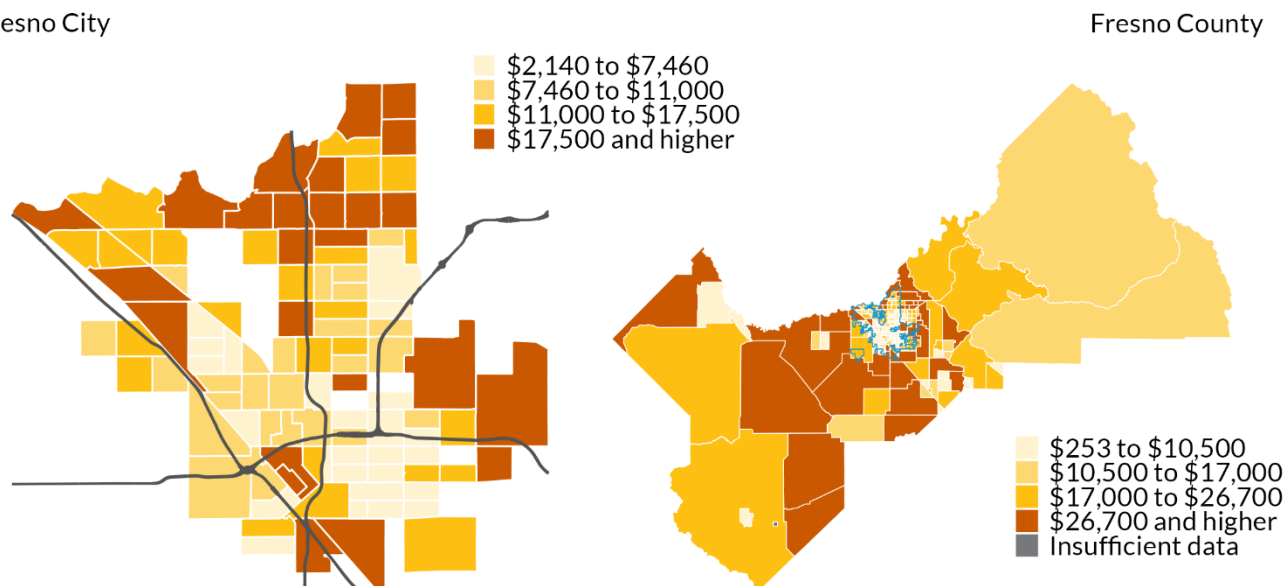 esno City
Fresno County
$2,140 to $7,460
$7,460 to $11,000
$11,000 to $17,500
$17,500 and higher
$253 to $10,500
$10,500 to $17,000
$17,000 to $26,700
$26,700 and higher
Insufficient data